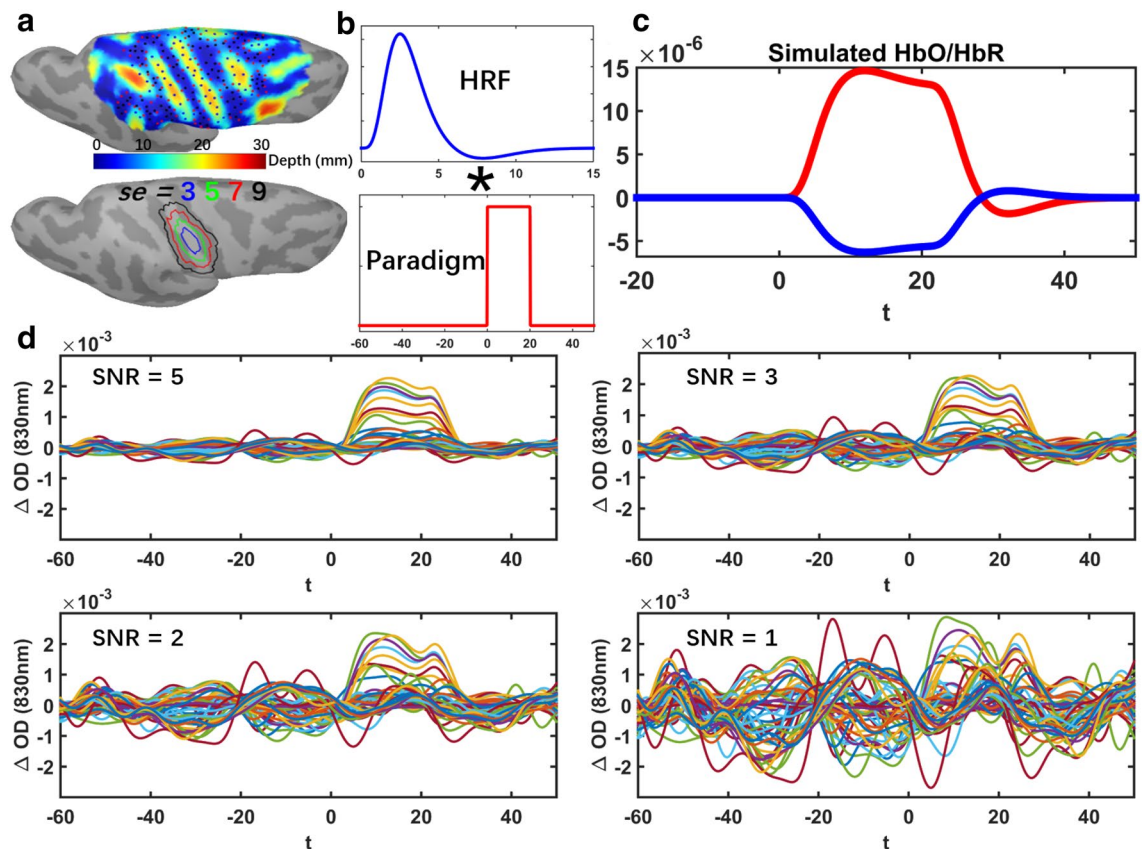 a
0 10 20 30
Depth (mm)
se = 3 5 7 9
b
HRF
0 5 10 15
*
Paradigm
-60 -40 -20 0 20 40
c
×10-6
Simulated HbO/HbR
15
10
5
0
-5
-20 0 20 40
t
d
×10-3
SNR = 5
2
1
0
-1
-2
Δ OD (830nm)
-60 -40 -20 0 20 40
t
×10-3
SNR = 3
2
1
0
-1
-2
Δ OD (830nm)
-60 -40 -20 0 20 40
t
×10-3
SNR = 2
2
1
0
-1
-2
Δ OD (830nm)
-60 -40 -20 0 20 40
t
×10-3
SNR = 1
2
1
0
-1
-2
Δ OD (830nm)
-60 -40 -20 0 20 40
t